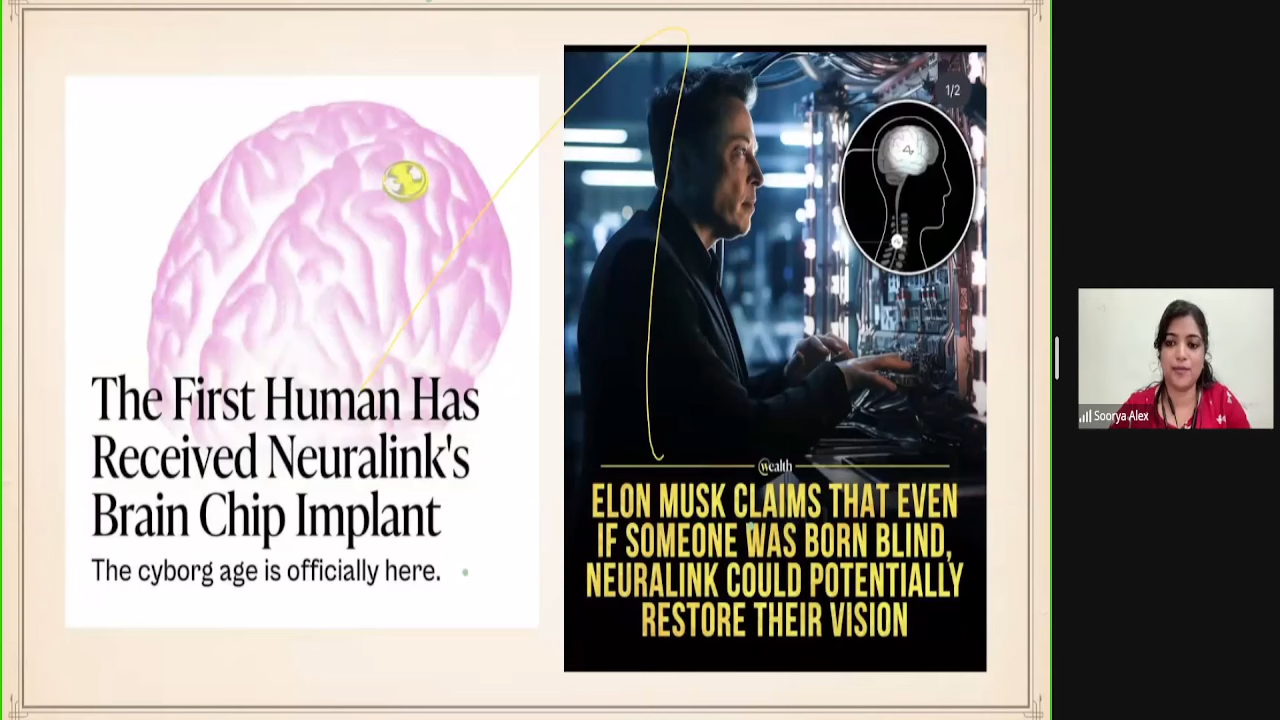 The First Human Has
Received Neuralink's
Brain Chip Implant
The cyborg age is officially here.
1/2
wealth
ELON MUSK CLAIMS THAT EVEN
IF SOMEONE WAS BORN BLIND,
NEURALINK COULD POTENTIALLY
RESTORE THEIR VISION
Soorya Alex